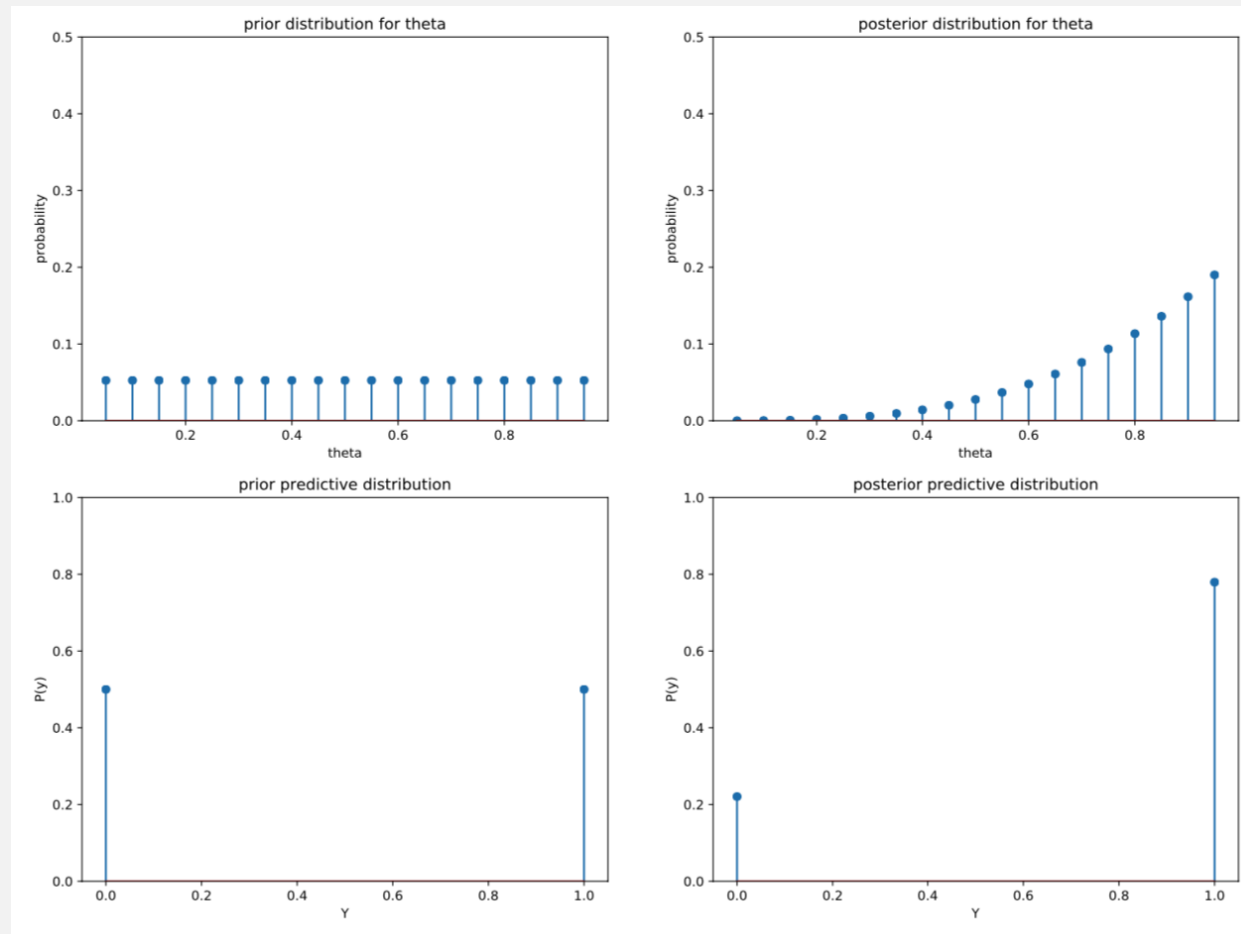 prior distribution for theta
0.5
0.4
0.3
0.2
0.1
0.0
probability
0.2 0.4 0.6 0.8
theta
posterior distribution for theta
0.5
0.4
0.3
0.2
0.1
0.0
probability
0.2 0.4 0.6 0.8
theta
prior predictive distribution
1.0
0.8
0.6
0.4
0.2
0.0
P(y)
0.0 0.2 0.4 0.6 0.8 1.0
Y
posterior predictive distribution
1.0
0.8
0.6
0.4
0.2
0.0
P(y)
0.0 0.2 0.4 0.6 0.8 1.0
Y